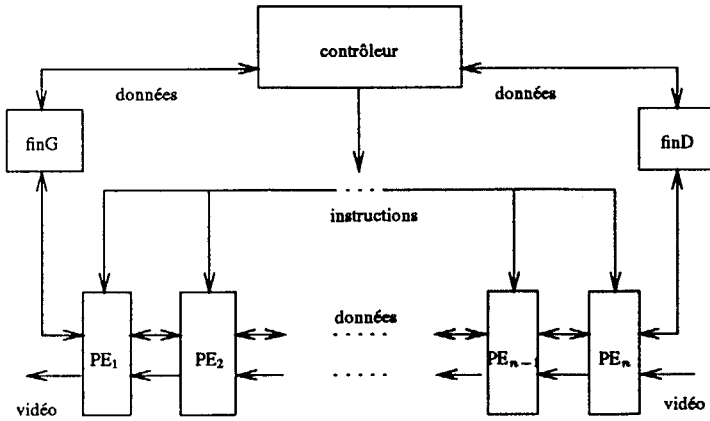 contrôleur
données
données
finG
finD
instructions
données
PE₁
PE₂
PEₙ₋₁
PEₙ
vidéo
vidéo